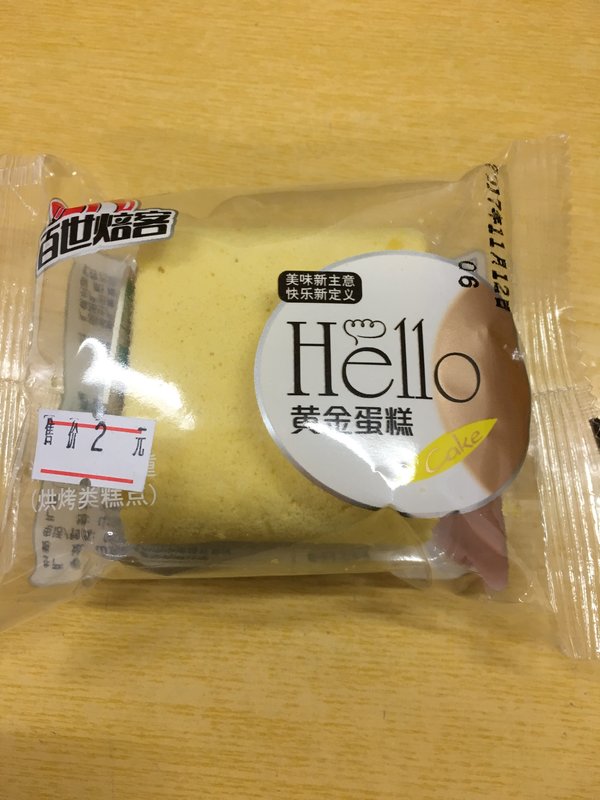 百世焙客
美味新主意
快乐新定义
Hello
黄金蛋糕
Cake
2017年11月12日
06
售价2元
(烘烤类糕点)